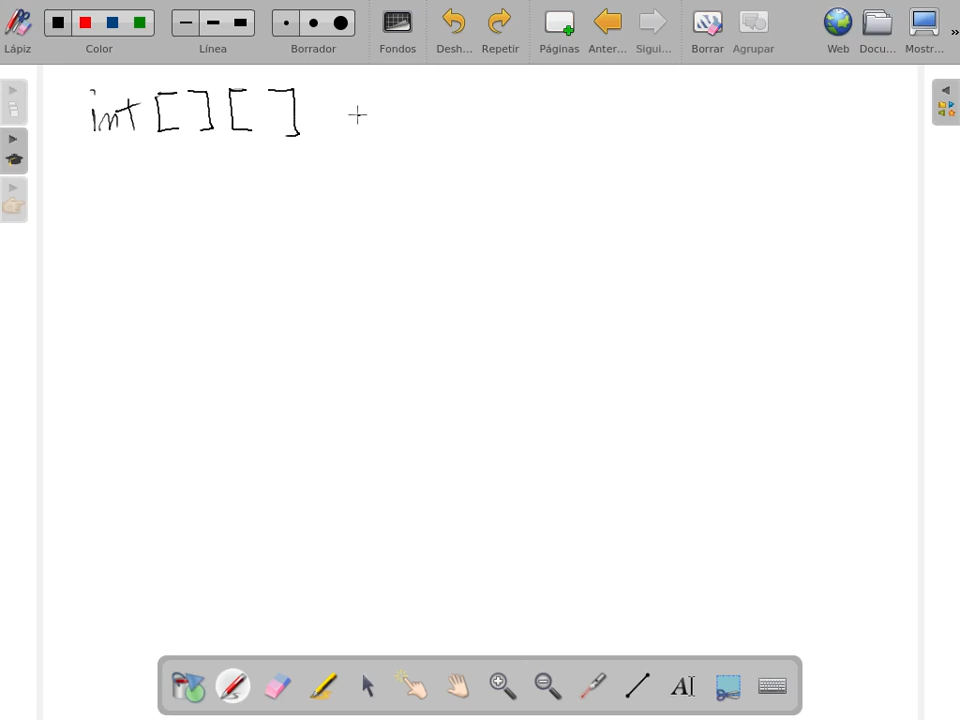 Lápiz Color Línea Borrador Fondos Desh... Repetir Páginas Anter... Sigui... Borrar Agrupar Web Docu... Mostr... »
int [ ] [ ]
A